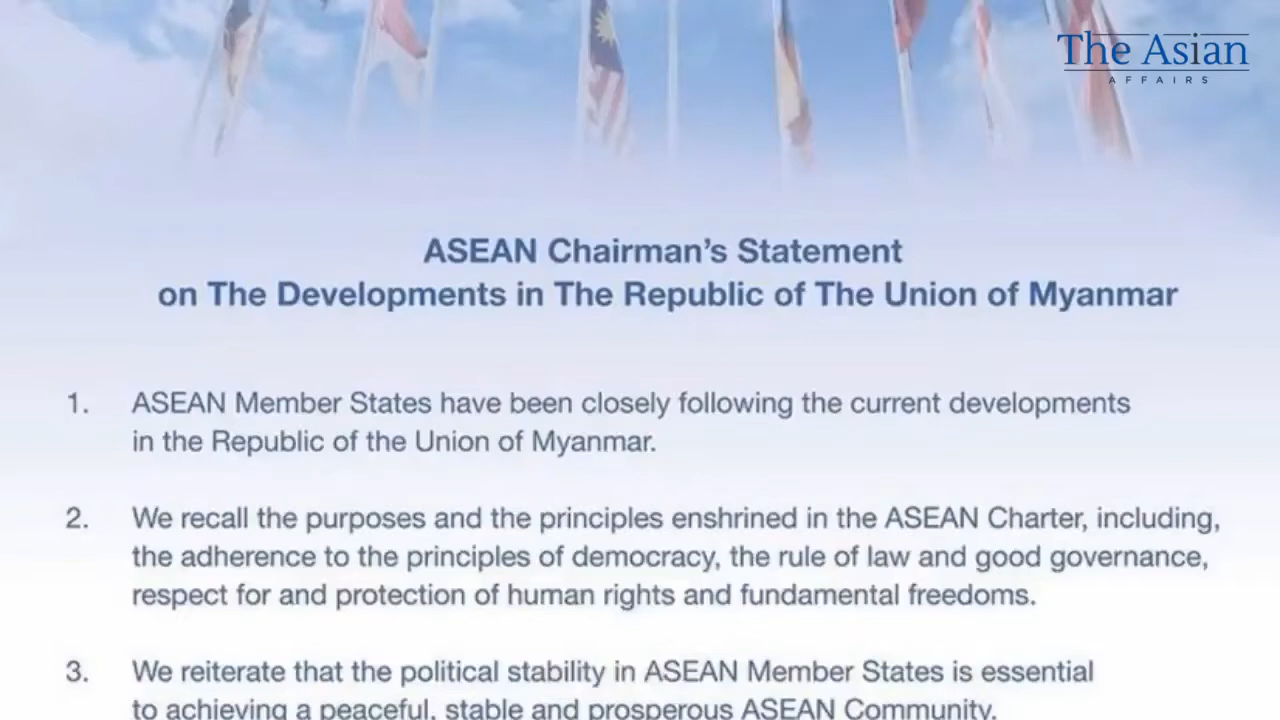 The Asian
AFFAIRS
ASEAN Chairman’s Statement
on The Developments in The Republic of The Union of Myanmar
1. ASEAN Member States have been closely following the current developments
in the Republic of the Union of Myanmar.
2. We recall the purposes and the principles enshrined in the ASEAN Charter, including,
the adherence to the principles of democracy, the rule of law and good governance,
respect for and protection of human rights and fundamental freedoms.
3. We reiterate that the political stability in ASEAN Member States is essential
to achieving a peaceful, stable and prosperous ASEAN Community.